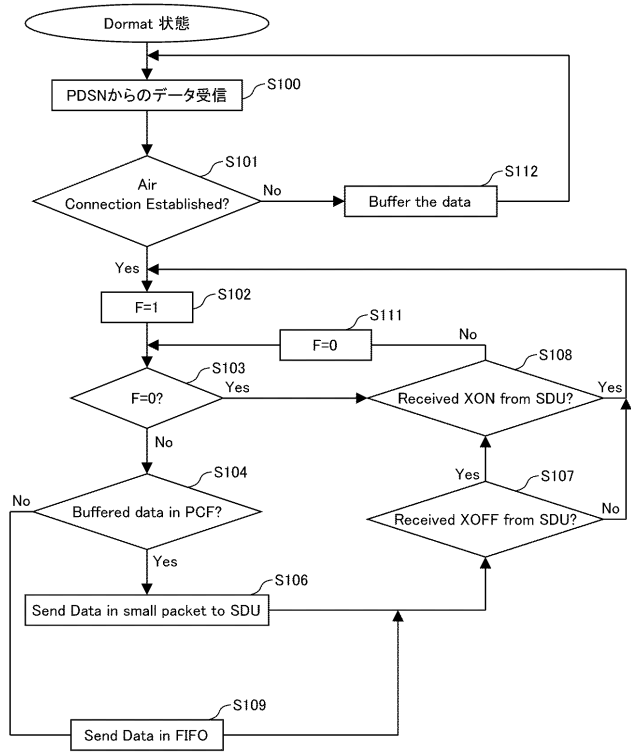 Dormat 状態
PDSNからのデータ受信
S100
Air
Connection Established?
S101
No
Buffer the data
S112
Yes
F=1
S102
F=0
S111
No
F=0?
S103
Yes
Received XON from SDU?
S108
Yes
No
Buffered data in PCF?
S104
No
Yes
Received XOFF from SDU?
S107
Yes
No
Send Data in small packet to SDU
S106
Send Data in FIFO
S109